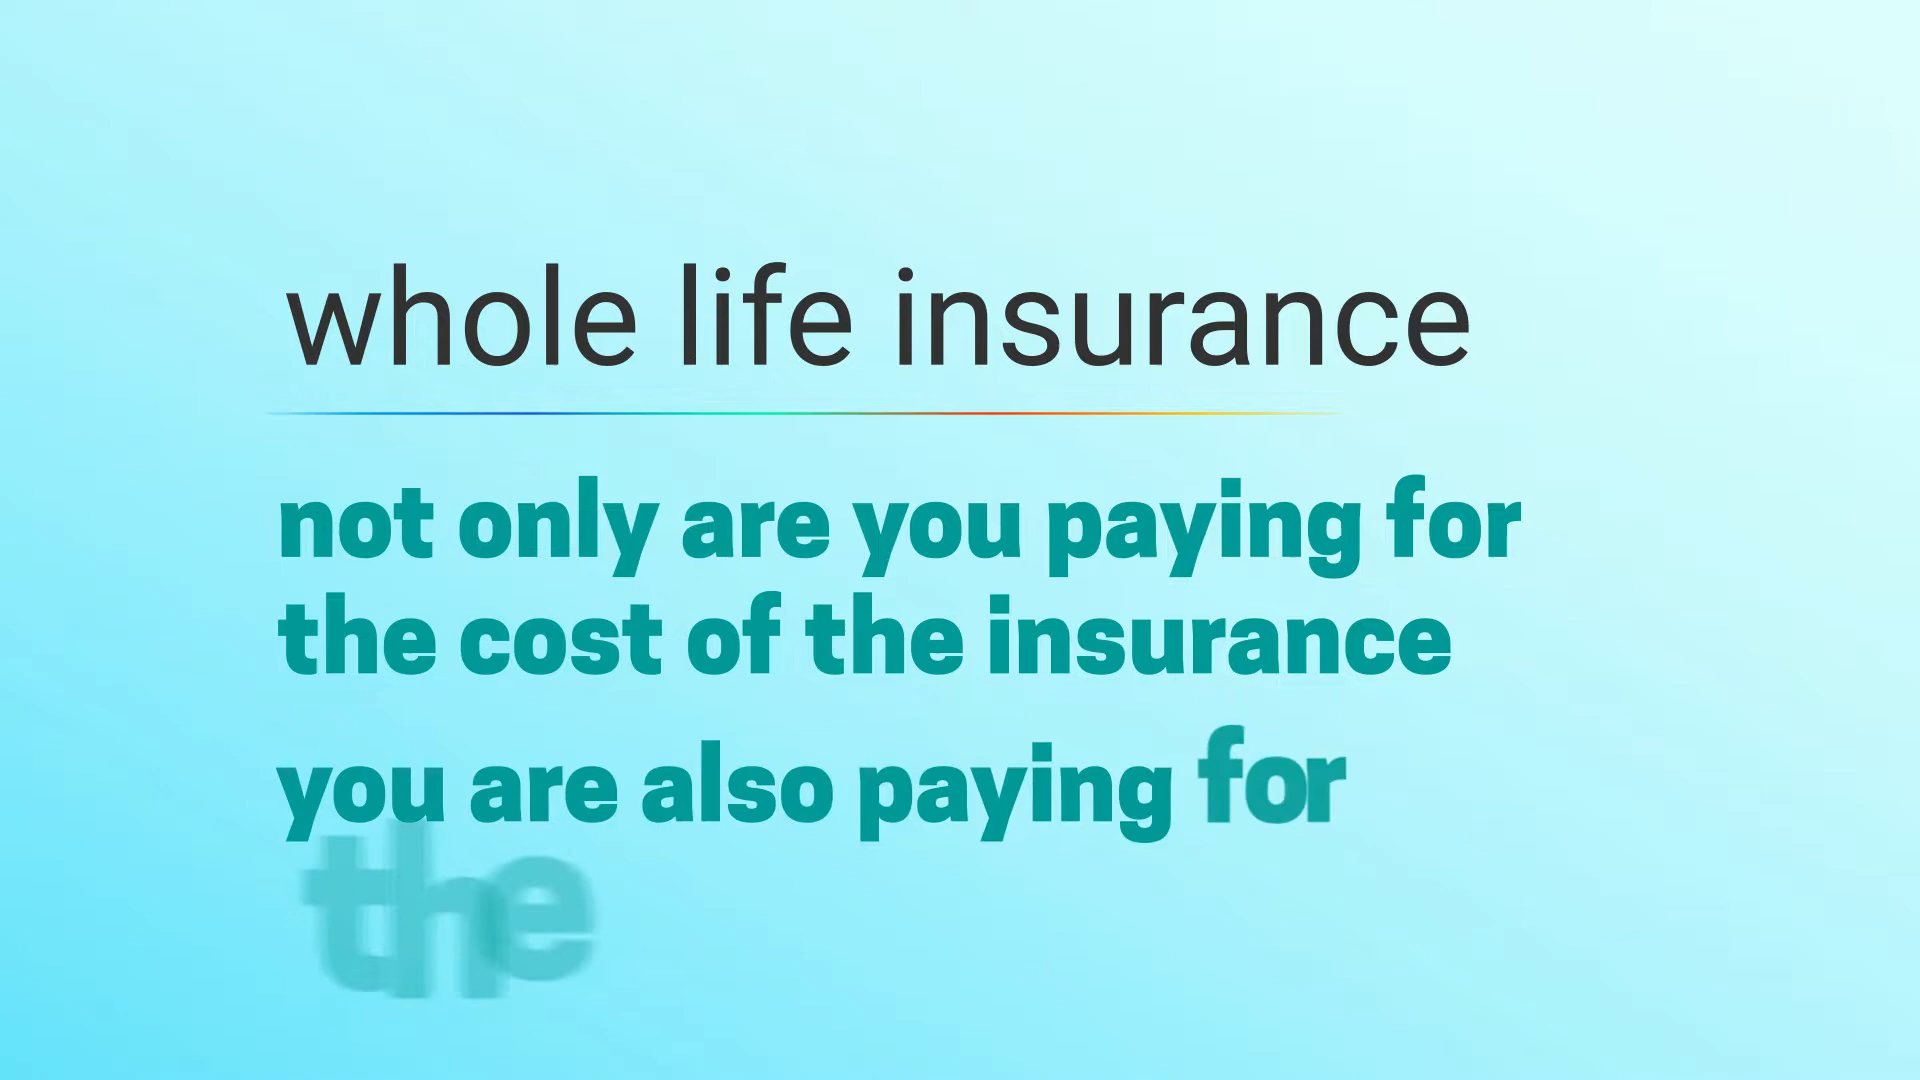 whole life insurance
not only are you paying for
the cost of the insurance
you are also paying for
the